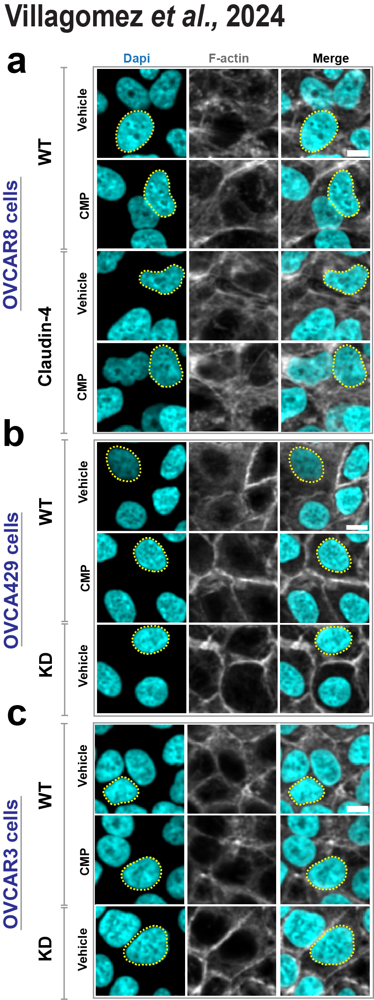 Villagomez et al., 2024
a
Dapi F-actin Merge
OVCAR8 cells
WT
Vehicle
CMP
Claudin-4
Vehicle
CMP
b
OVCA429 cells
WT
Vehicle
CMP
KD
Vehicle
c
OVCAR3 cells
WT
Vehicle
CMP
KD
Vehicle